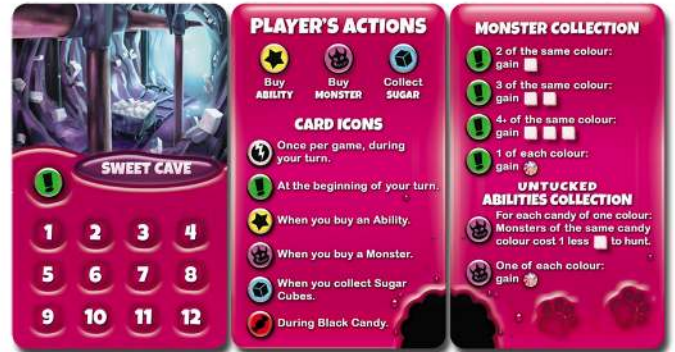 SWEET CAVE
1 2 3 4
5 6 7 8
9 10 11 12
PLAYER'S ACTIONS
Buy
ABILITY
Buy
MONSTER
Collect
SUGAR
CARD ICONS
Once per game, during
your turn.
At the beginning of your turn.
When you buy an Ability.
When you buy a Monster.
When you collect Sugar
Cubes.
During Black Candy.
MONSTER COLLECTION
2 of the same colour:
gain
3 of the same colour:
gain
4+ of the same colour:
gain
1 of each colour:
gain
UNTUCKED
ABILITIES COLLECTION
For each candy of one colour:
Monsters of the same candy
colour cost 1 less to hunt.
One of each colour:
gain